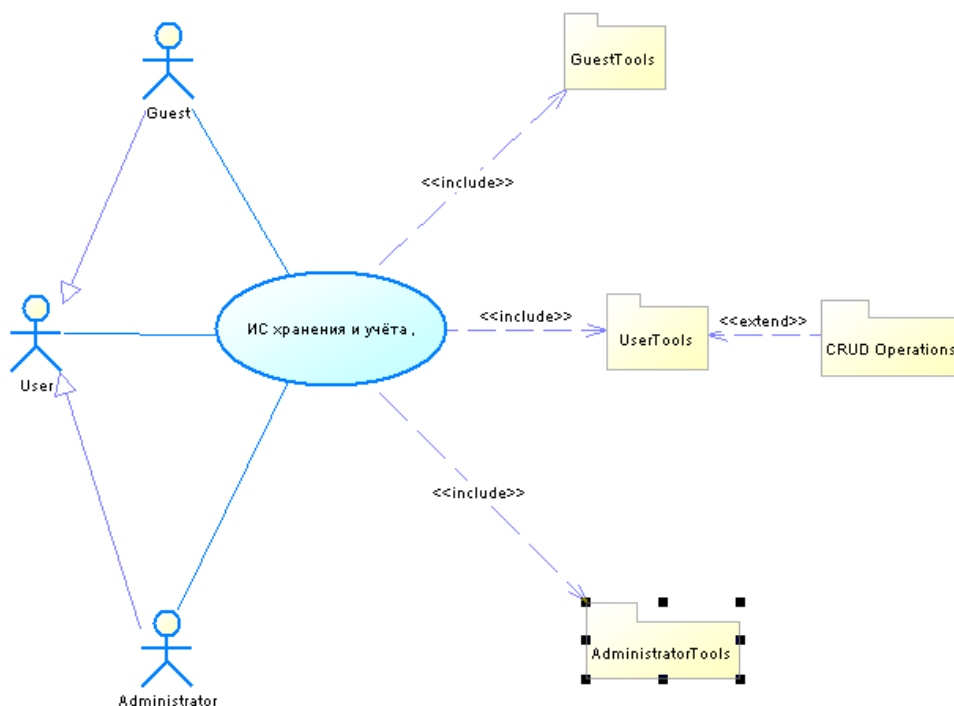 GuestTools
Guest
<<include>>
ИС хранения и учёта ,
<<include>>
<<extend>>
UserTools
CRUD Operations
User
<<include>>
AdministratorTools
Administrator